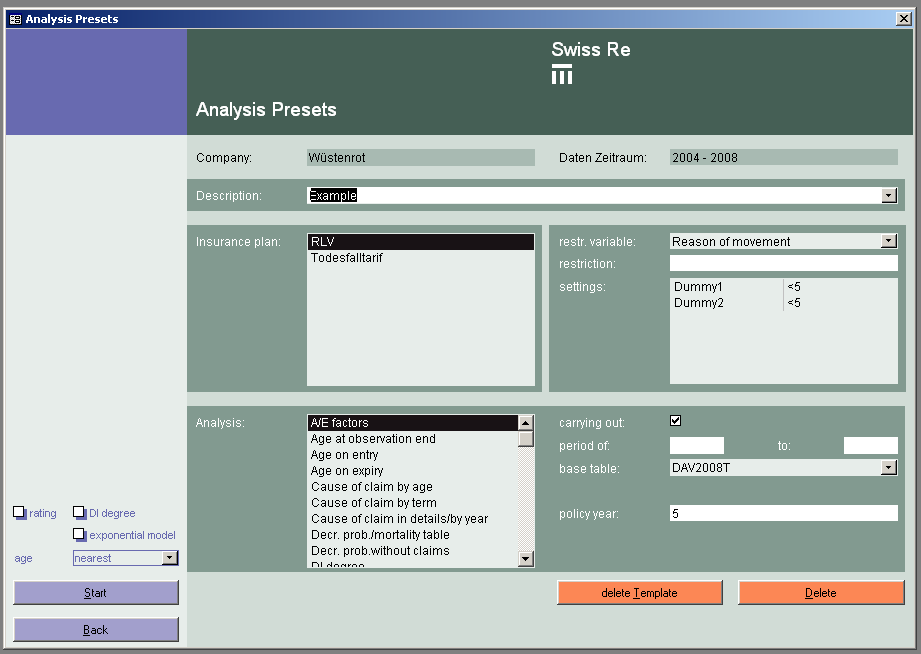 Analysis Presets
Swiss Re
Analysis Presets
Company: Wüstenrot Daten Zeitraum: 2004 - 2008
Description: Example
Insurance plan: RLV
Todesfalltarif
restr. variable: Reason of movement
restriction:
settings: Dummy1 <5
Dummy2 <5
Analysis: A/E factors
Age at observation end
Age on entry
Age on expiry
Cause of claim by age
Cause of claim by term
Cause of claim in details/by year
Decr. prob./mortality table
Decr. prob.without claims
DI degree
carrying out:
period of: to:
base table: DAV2008T
policy year: 5
rating DI degree
exponential model
age nearest
Start
Back
delete Template Delete